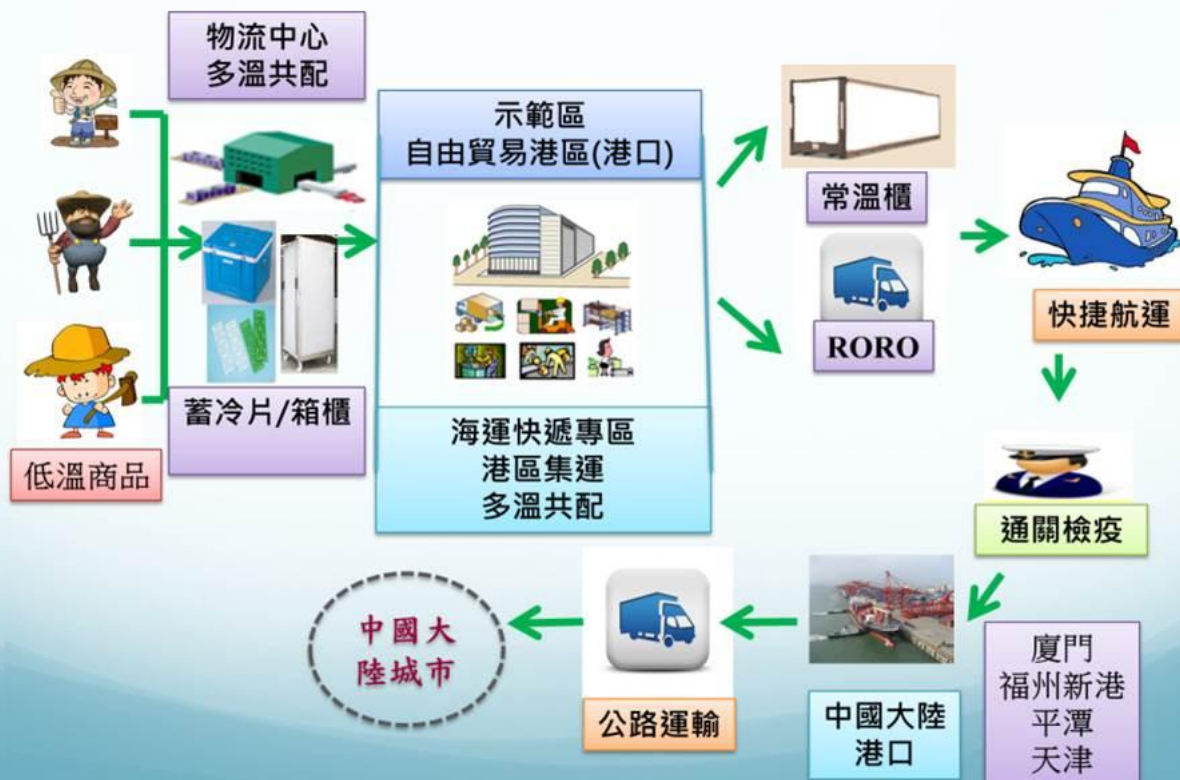 物流中心
多溫共配
蓄冷片/箱櫃
低溫商品
示範區
自由貿易港區(港口)
海運快遞專區
港區集運
多溫共配
常溫櫃
RORO
快捷航運
通關檢疫
廈門
福州新港
平潭
天津
中國大陸
港口
公路運輸
中國大
陸城市